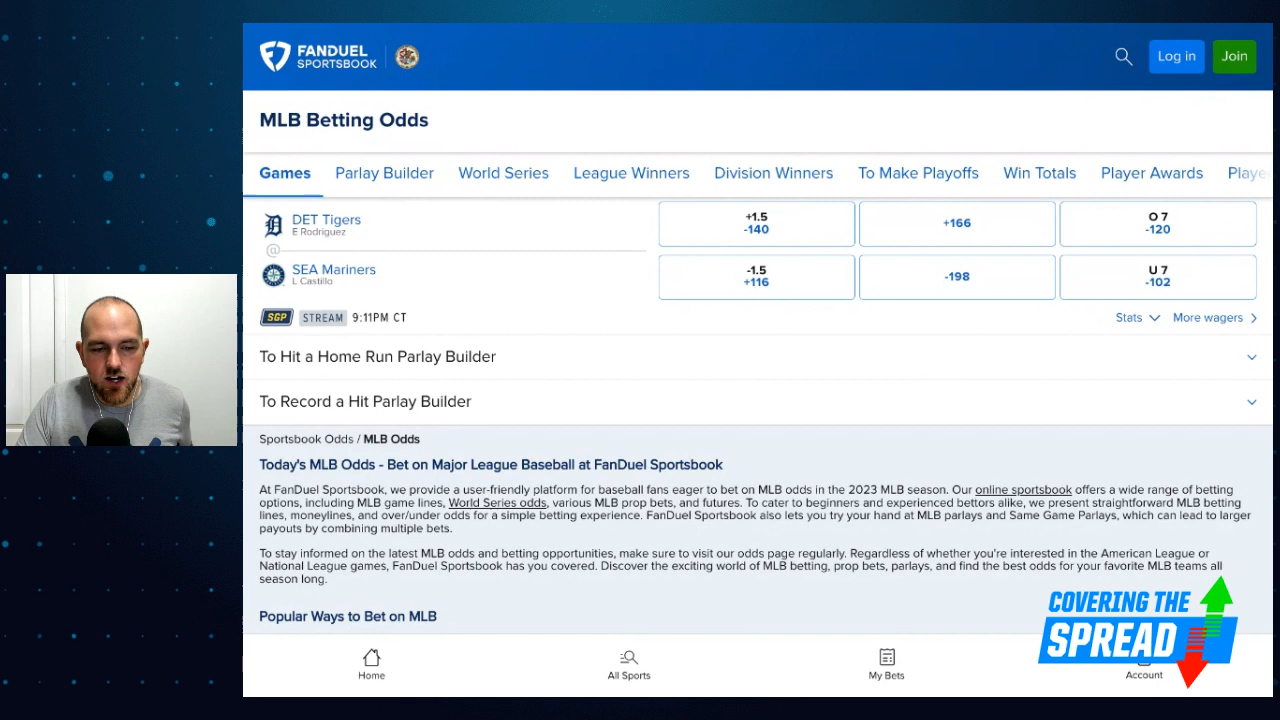 FANDUEL
SPORTSBOOK
Log in
Join
MLB Betting Odds
Games
Parlay Builder
World Series
League Winners
Division Winners
To Make Playoffs
Win Totals
Player Awards
Playe
DET Tigers
E Rodriguez
+1.5
-140
+166
O 7
-120
@
SEA Mariners
L Castillo
-1.5
+116
-198
U 7
-102
SGP
STREAM
9:11PM CT
Stats
More wagers
To Hit a Home Run Parlay Builder
To Record a Hit Parlay Builder
Sportsbook Odds / MLB Odds
Today's MLB Odds - Bet on Major League Baseball at FanDuel Sportsbook
At FanDuel Sportsbook, we provide a user-friendly platform for baseball fans eager to bet on MLB odds in the 2023 MLB season. Our online sportsbook offers a wide range of betting
options, including MLB game lines, World Series odds, various MLB prop bets, and futures. To cater to beginners and experienced bettors alike, we present straightforward MLB betting
lines, moneylines, and over/under odds for a simple betting experience. FanDuel Sportsbook also lets you try your hand at MLB parlays and Same Game Parlays, which can lead to larger
payouts by combining multiple bets.
To stay informed on the latest MLB odds and betting opportunities, make sure to visit our odds page regularly. Regardless of whether you're interested in the American League or
National League games, FanDuel Sportsbook has you covered. Discover the exciting world of MLB betting, prop bets, parlays, and find the best odds for your favorite MLB teams all
season long.
Popular Ways to Bet on MLB
COVERING THE
SPREAD
Home
All Sports
My Bets
Account